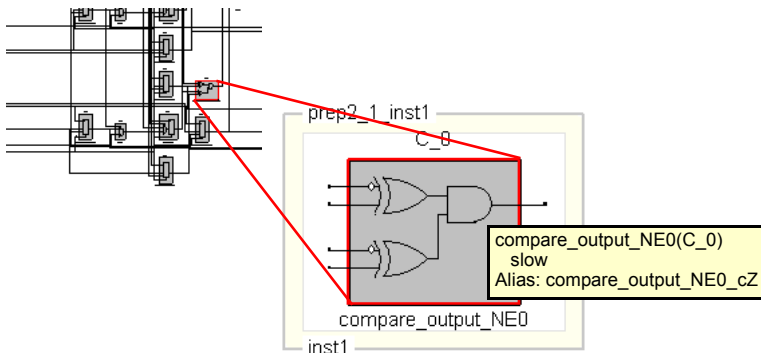 prep2_1_inst1
C_0
compare_output_NE0(C_0)
slow
Alias: compare_output_NE0_cZ
compare_output_NE0
inst1